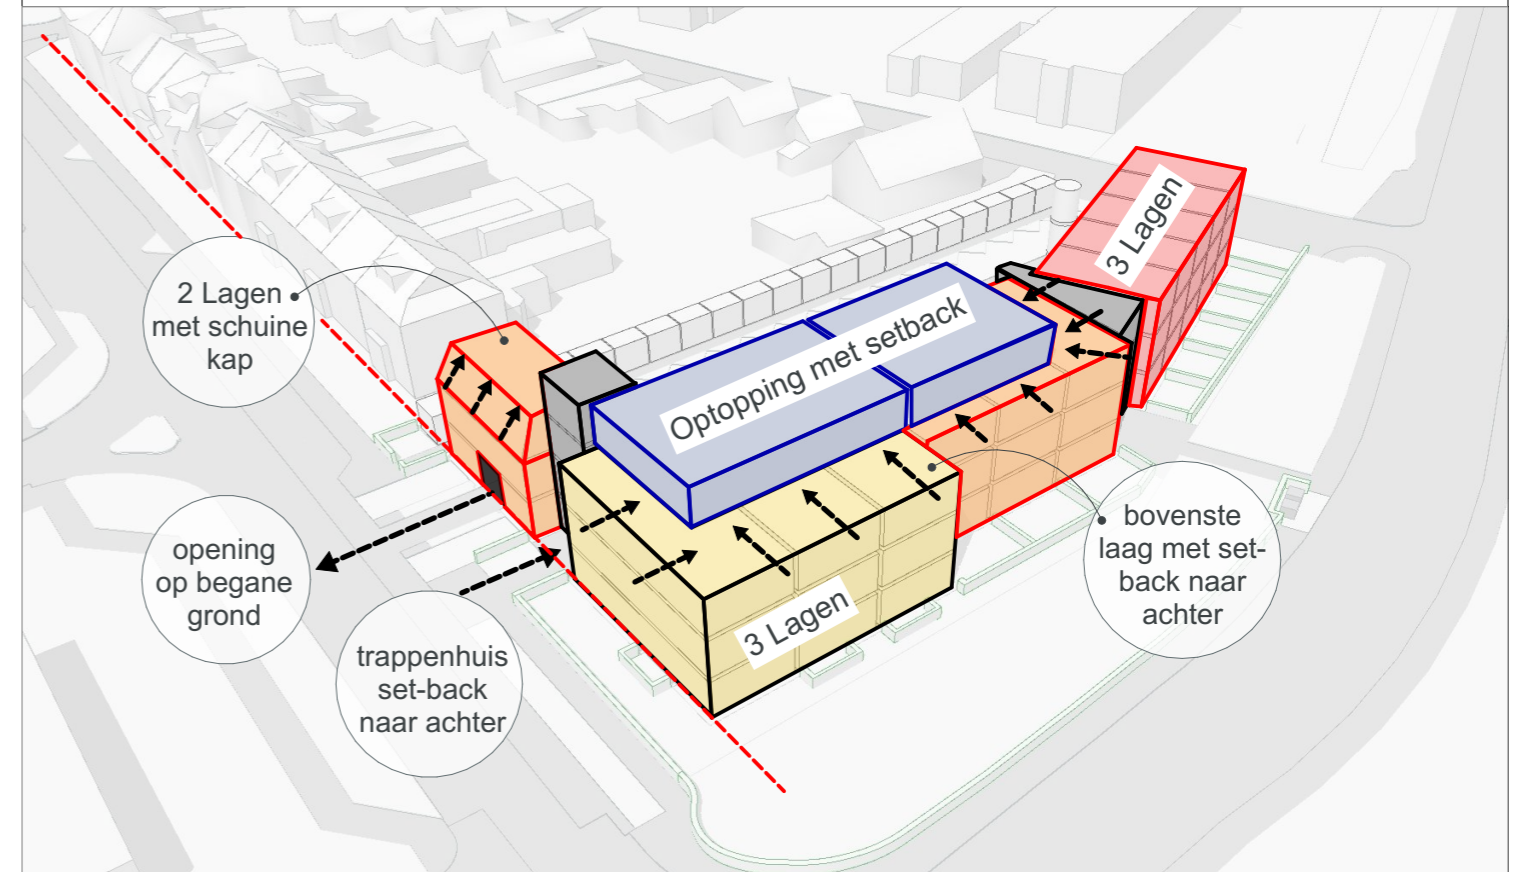 3 Lagen
2 Lagen
met schuine
kap
Optopping met setback
opening
op begane
grond
trappenhuis
set-back
naar achter
3 Lagen
bovenste
laag met set-
back naar
achter